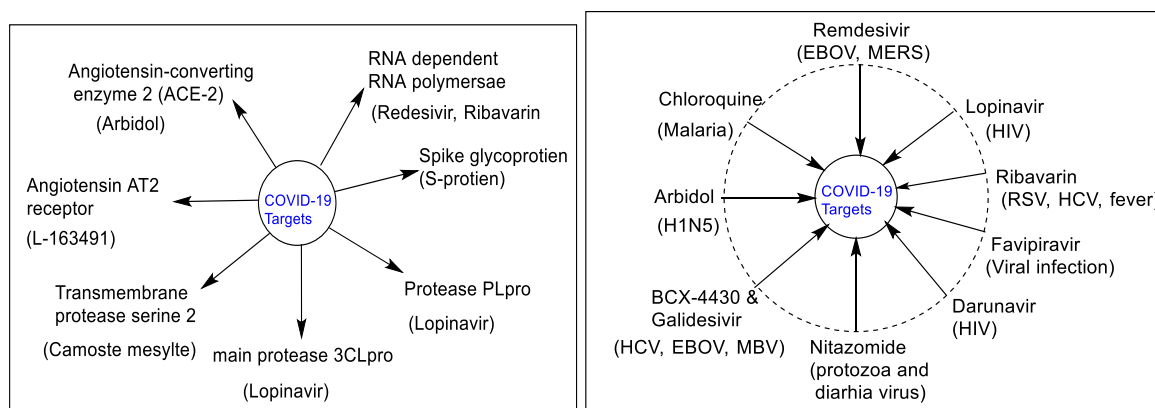 Angiotensin-converting
enzyme 2 (ACE-2)
(Arbidol)
RNA dependent
RNA polymersae
(Redesivir, Ribavarin
Spike glycoprotien
(S-protien)
Angiotensin AT2
receptor
(L-163491)
COVID-19
Targets
Transmembrane
protease serine 2
(Camoste mesylte)
main protease 3CLpro
(Lopinavir)
Protease PLpro
(Lopinavir)
Remdesivir
(EBOV, MERS)
Chloroquine
(Malaria)
Lopinavir
(HIV)
Arbidol
(H1N5)
COVID-19
Targets
Ribavarin
(RSV, HCV, fever)
Favipiravir
(Viral infection)
BCX-4430 &
Galidesivir
(HCV, EBOV, MBV)
Darunavir
(HIV)
Nitazomide
(protozoa and
diarhia virus)